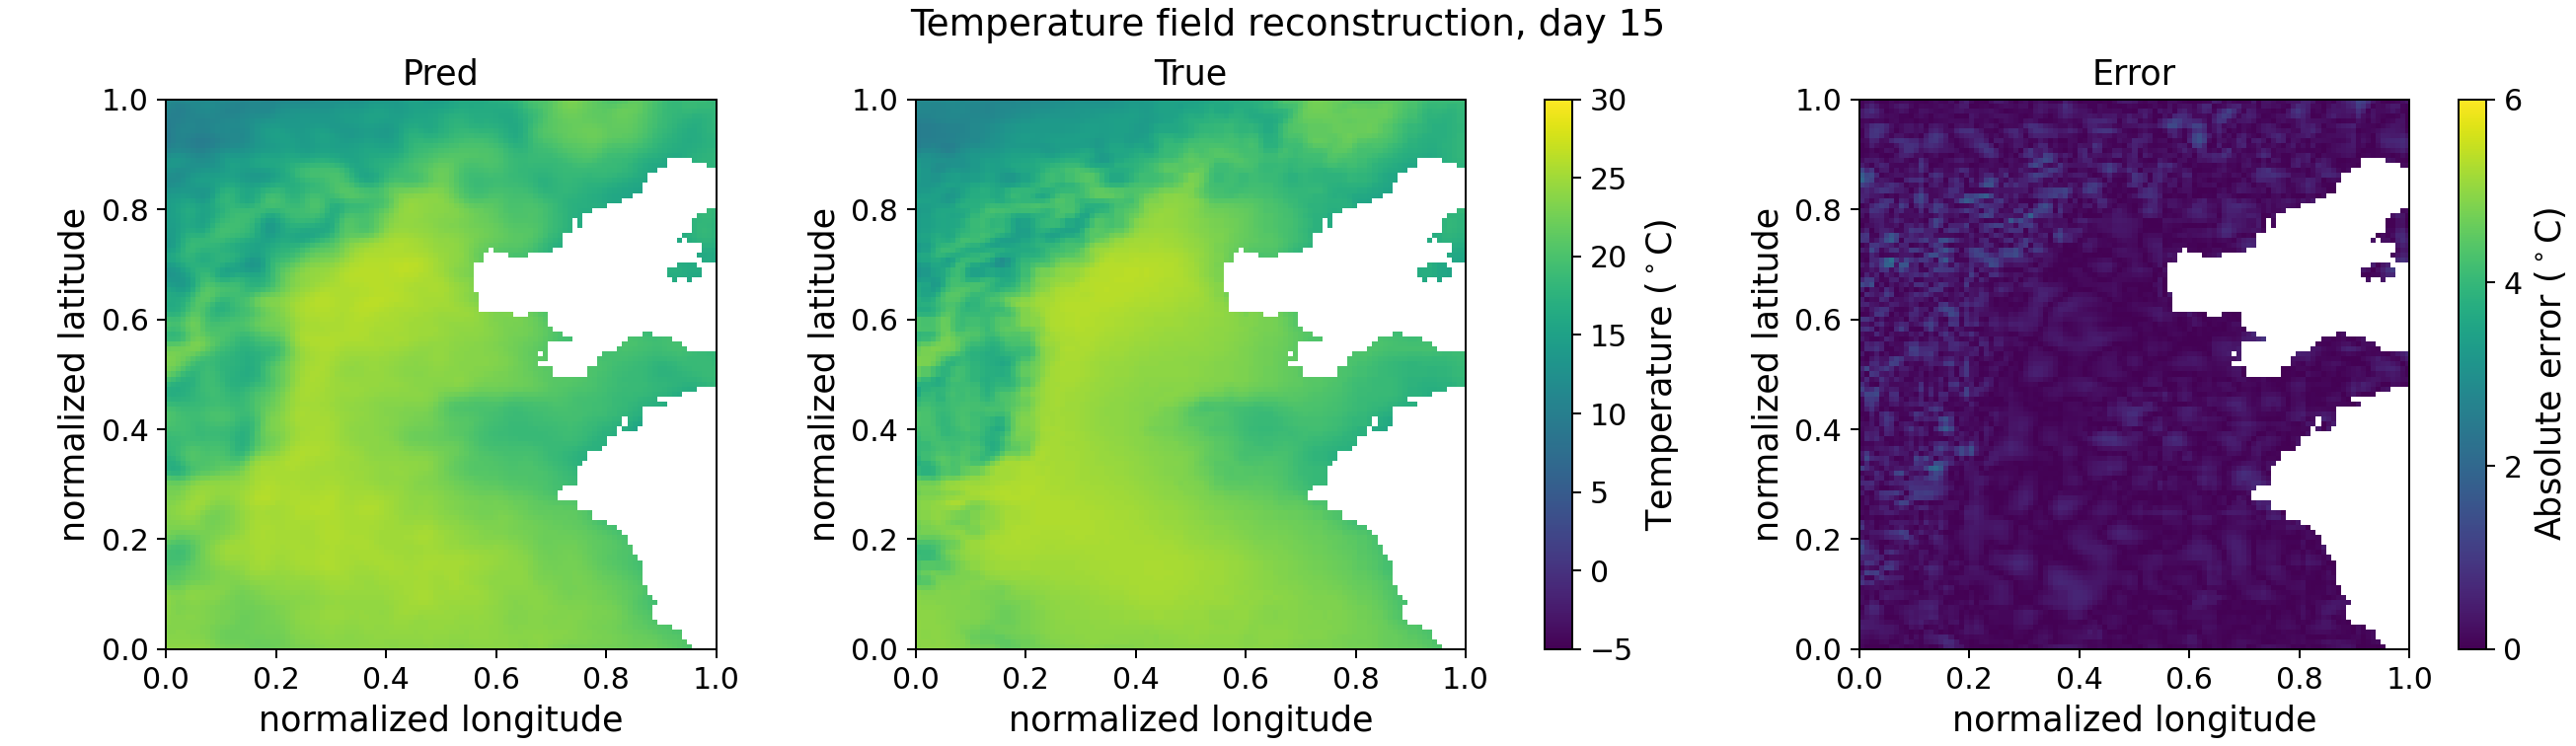 Temperature field reconstruction, day 15
Pred
True
Error
1.0
0.8
0.6
0.4
0.2
0.0
normalized latitude
0.0 0.2 0.4 0.6 0.8 1.0
normalized longitude
1.0
0.8
0.6
0.4
0.2
0.0
normalized latitude
0.0 0.2 0.4 0.6 0.8 1.0
normalized longitude
30
25
20
15
10
5
0
−5
Temperature (°C)
1.0
0.8
0.6
0.4
0.2
0.0
normalized latitude
0.0 0.2 0.4 0.6 0.8 1.0
normalized longitude
6
4
2
0
Absolute error (°C)